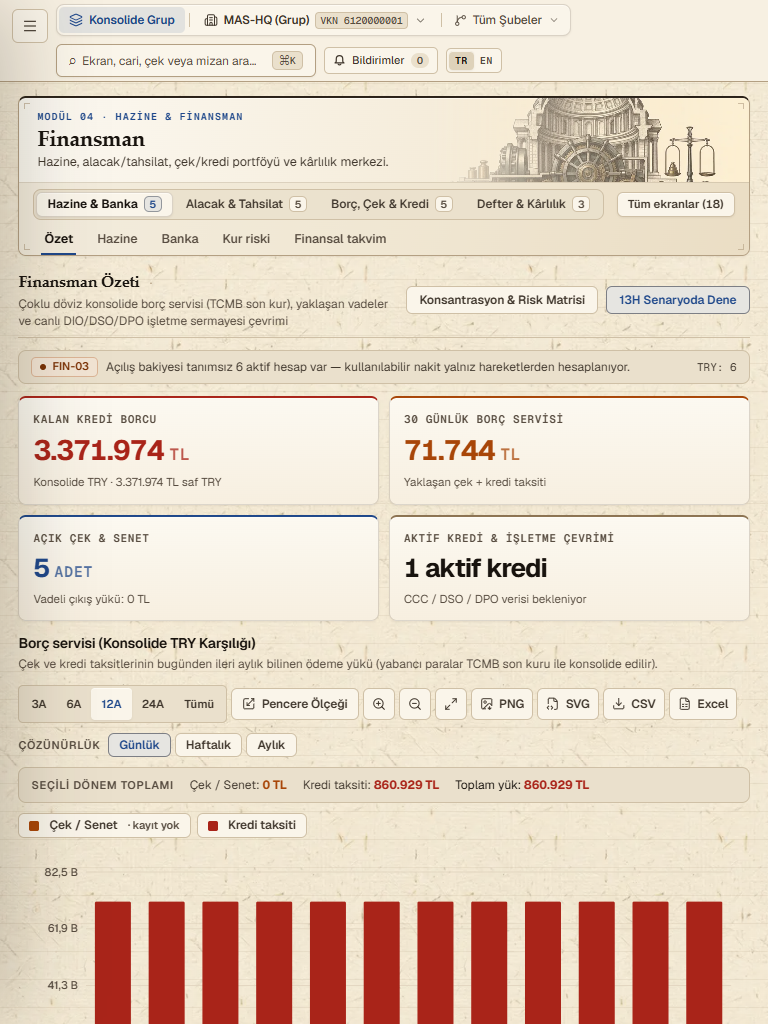 Konsolide Grup
MAS-HQ (Grup) VKN 6120000001
Tüm Şubeler
Ekran, cari, çek veya mizan ara… ⌘K
Bildirimler 0
TR EN
MODÜL 04 · HAZİNE & FİNANSMAN
Finansman
Hazine, alacak/tahsilat, çek/kredi portföyü ve kârlılık merkezi.
Hazine & Banka 5 Alacak & Tahsilat 5 Borç, Çek & Kredi 5 Defter & Kârlılık 3 Tüm ekranlar (18)
Özet Hazine Banka Kur riski Finansal takvim
Finansman Özeti
Çoklu döviz konsolide borç servisi (TCMB son kur), yaklaşan vadeler
ve canlı DIO/DSO/DPO işletme sermayesi çevrimi
Konsantrasyon & Risk Matrisi 13H Senaryoda Dene
FIN-03 Açılış bakiyesi tanımsız 6 aktif hesap var — kullanılabilir nakit yalnız hareketlerden hesaplanıyor. TRY: 6
KALAN KREDİ BORCU
3.371.974 TL
Konsolide TRY · 3.371.974 TL saf TRY
30 GÜNLÜK BORÇ SERVİSİ
71.744 TL
Yaklaşan çek + kredi taksiti
AÇIK ÇEK & SENET
5 ADET
Vadeli çıkış yükü: 0 TL
AKTİF KREDİ & İŞLETME ÇEVRİMİ
1 aktif kredi
CCC / DSO / DPO verisi bekleniyor
Borç servisi (Konsolide TRY Karşılığı)
Çek ve kredi taksitlerinin bugünden ileri aylık bilinen ödeme yükü (yabancı paralar TCMB son kuru ile konsolide edilir).
3A 6A 12A 24A Tümü Pencere Ölçeği PNG SVG CSV Excel
ÇÖZÜNÜRLÜK Günlük Haftalık Aylık
SEÇİLİ DÖNEM TOPLAMI Çek / Senet: 0 TL Kredi taksiti: 860.929 TL Toplam yük: 860.929 TL
Çek / Senet · kayıt yok Kredi taksiti
82,5 B
61,9 B
41,3 B